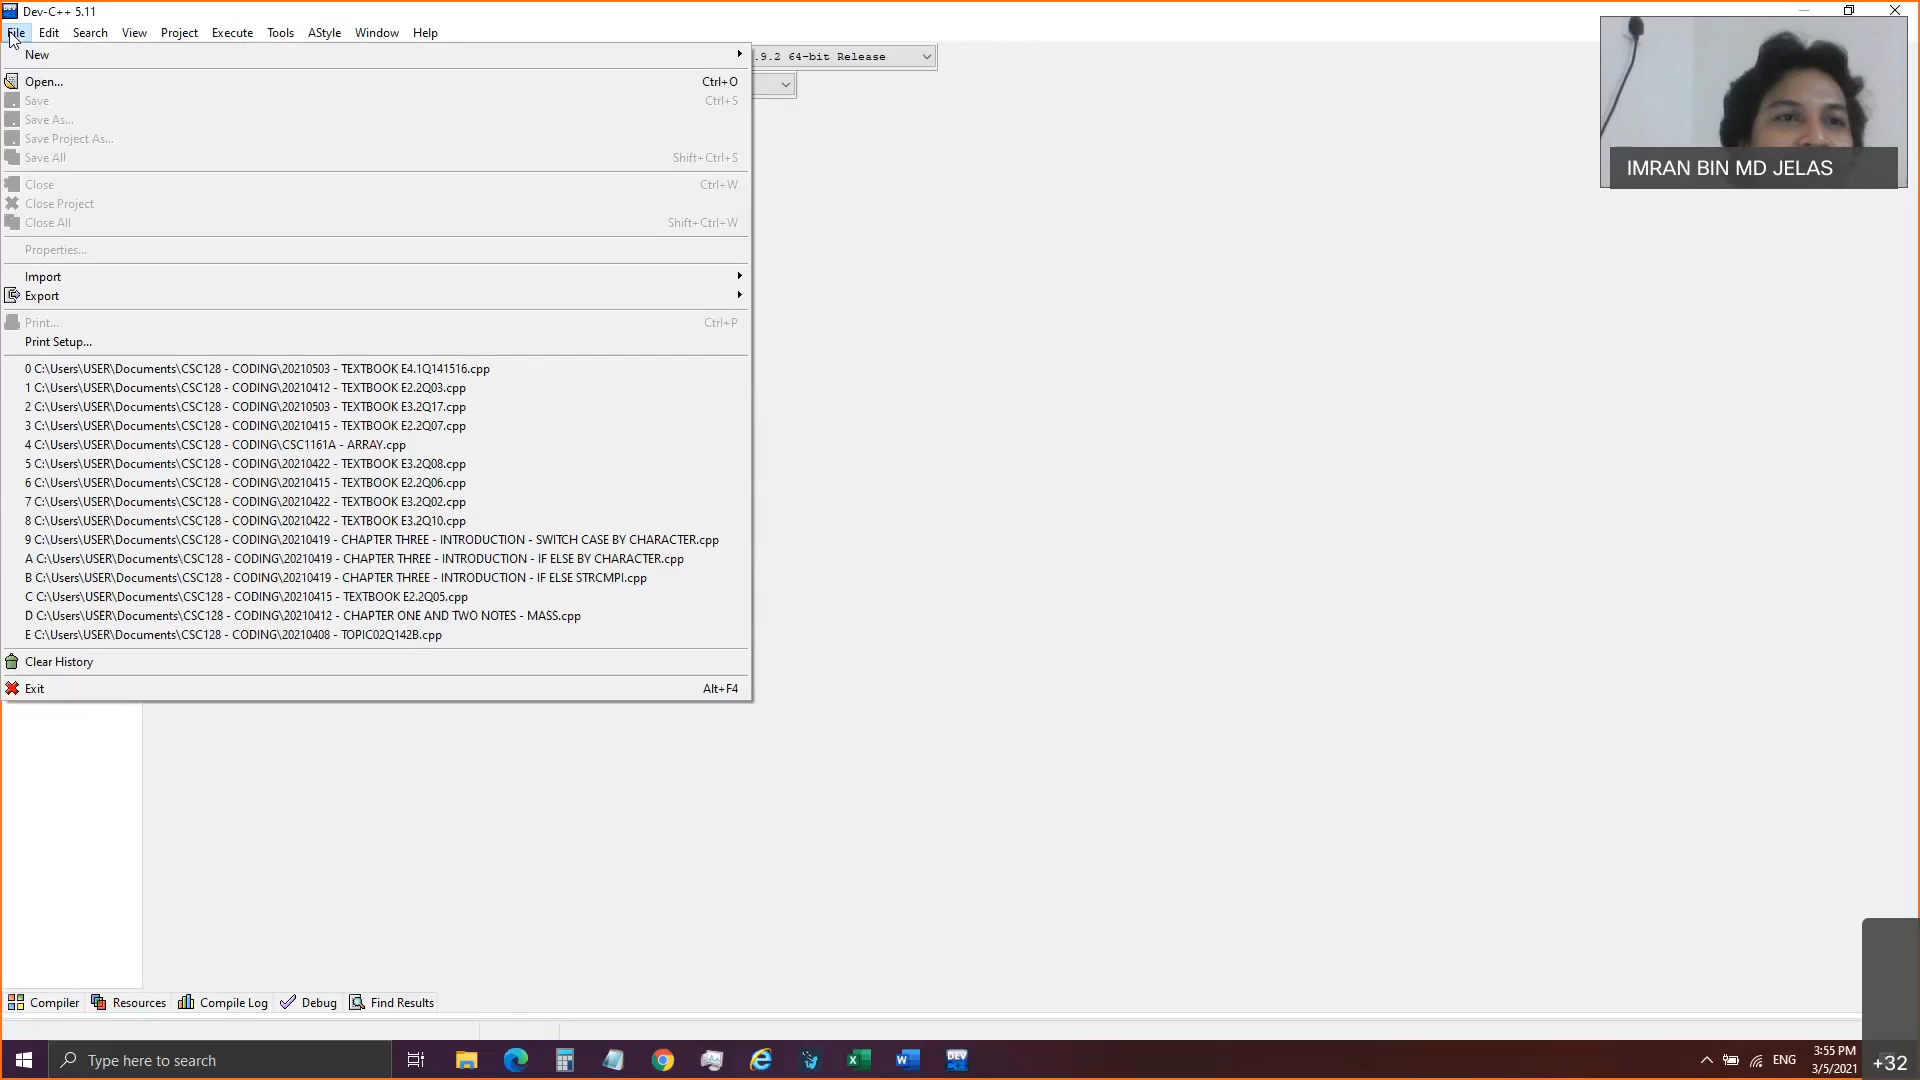 Dev-C++ 5.11
File Edit Search View Project Execute Tools AStyle Window Help
New
.9.2 64-bit Release
Open... Ctrl+O
Save Ctrl+S
Save As...
Save Project As...
Save All Shift+Ctrl+S
Close Ctrl+W
Close Project
Close All Shift+Ctrl+W
Properties...
Import
Export
Print... Ctrl+P
Print Setup...
0 C:\Users\USER\Documents\CSC128 - CODING\20210503 - TEXTBOOK E4.1Q141516.cpp
1 C:\Users\USER\Documents\CSC128 - CODING\20210412 - TEXTBOOK E2.2Q03.cpp
2 C:\Users\USER\Documents\CSC128 - CODING\20210503 - TEXTBOOK E3.2Q17.cpp
3 C:\Users\USER\Documents\CSC128 - CODING\20210415 - TEXTBOOK E2.2Q07.cpp
4 C:\Users\USER\Documents\CSC128 - CODING\CSC1161A - ARRAY.cpp
5 C:\Users\USER\Documents\CSC128 - CODING\20210422 - TEXTBOOK E3.2Q08.cpp
6 C:\Users\USER\Documents\CSC128 - CODING\20210415 - TEXTBOOK E2.2Q06.cpp
7 C:\Users\USER\Documents\CSC128 - CODING\20210422 - TEXTBOOK E3.2Q02.cpp
8 C:\Users\USER\Documents\CSC128 - CODING\20210422 - TEXTBOOK E3.2Q10.cpp
9 C:\Users\USER\Documents\CSC128 - CODING\20210419 - CHAPTER THREE - INTRODUCTION - SWITCH CASE BY CHARACTER.cpp
A C:\Users\USER\Documents\CSC128 - CODING\20210419 - CHAPTER THREE - INTRODUCTION - IF ELSE BY CHARACTER.cpp
B C:\Users\USER\Documents\CSC128 - CODING\20210419 - CHAPTER THREE - INTRODUCTION - IF ELSE STRCMPI.cpp
C C:\Users\USER\Documents\CSC128 - CODING\20210415 - TEXTBOOK E2.2Q05.cpp
D C:\Users\USER\Documents\CSC128 - CODING\20210412 - CHAPTER ONE AND TWO NOTES - MASS.cpp
E C:\Users\USER\Documents\CSC128 - CODING\20210408 - TOPIC02Q142B.cpp
Clear History
Exit Alt+F4
IMRAN BIN MD JELAS
Compiler Resources Compile Log Debug Find Results
Type here to search
DEV
ENG
3:55 PM
3/5/2021
+32